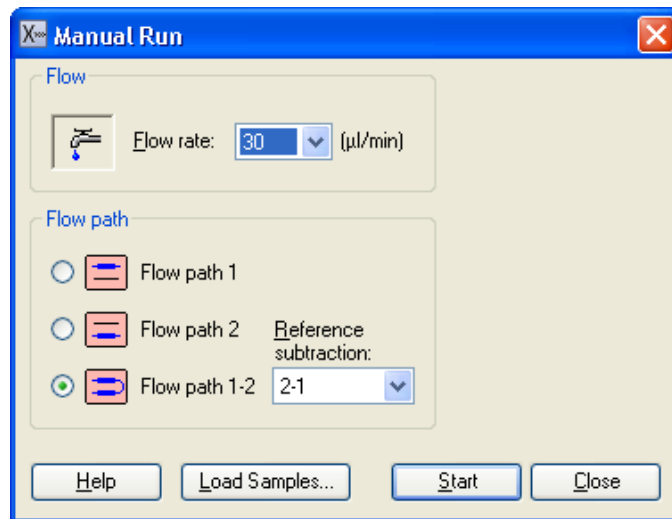 Manual Run
Flow
Flow rate: 30 (µl/min)
Flow path
Flow path 1
Flow path 2
Reference
subtraction:
Flow path 1-2 2-1
Help Load Samples... Start Close